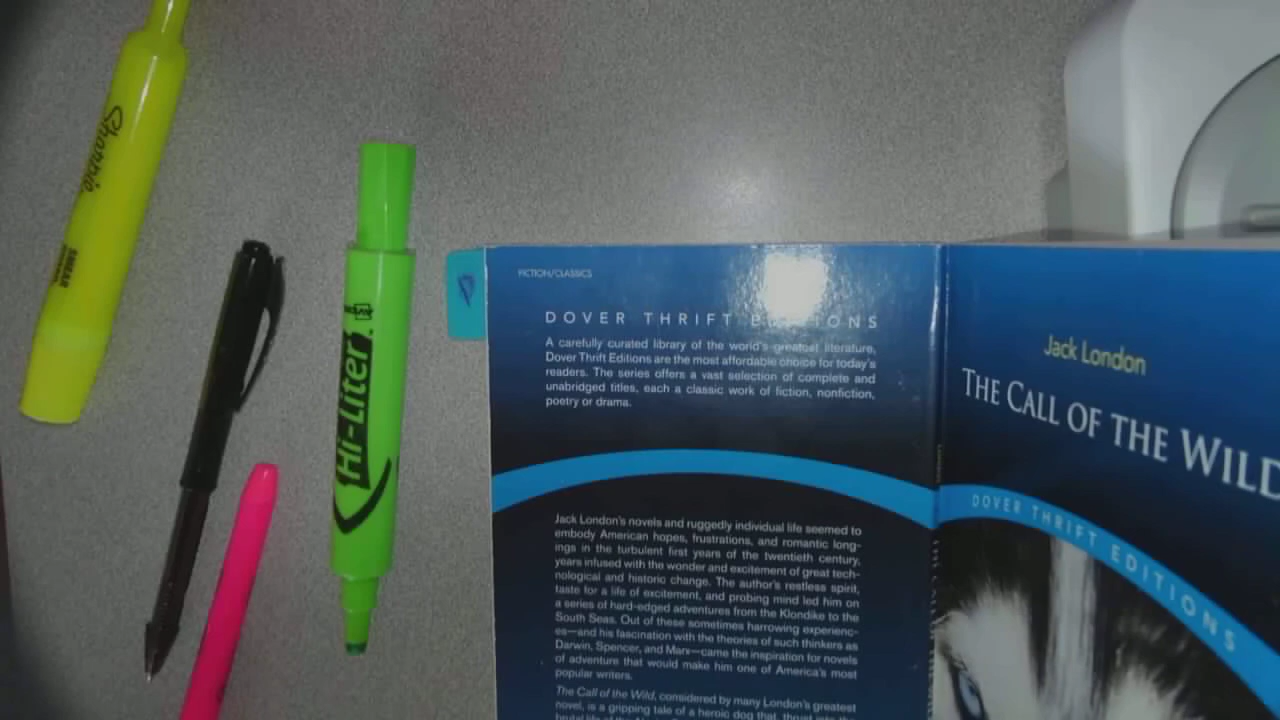 Sharpie
SMEAR
Hi-Liter
FICTION/CLASSICS
DOVER THRIFT EDITIONS
A carefully curated library of the world's greatest literature,
Dover Thrift Editions are the most affordable choice for today's
readers. The series offers a vast selection of complete and
unabridged titles, each a classic work of fiction, nonfiction,
poetry or drama.
Jack London's novels and ruggedly individual life seemed to
embody American hopes, frustrations, and romantic long-
ings in the turbulent first years of the twentieth century,
years infused with the wonder and excitement of great tech-
nological and historic change. The author's restless spirit,
taste for a life of excitement, and probing mind led him on
a series of hard-edged adventures from the Klondike to the
South Seas. Out of these sometimes harrowing experienc-
es—and his fascination with the theories of such thinkers as
Darwin, Spencer, and Marx—came the inspiration for novels
of adventure that would make him one of America's most
popular writers.
The Call of the Wild, considered by many London's greatest
novel, is a gripping tale of a heroic dog that, thrust into the
Jack London
THE CALL OF THE WILD
DOVER THRIFT EDITIONS